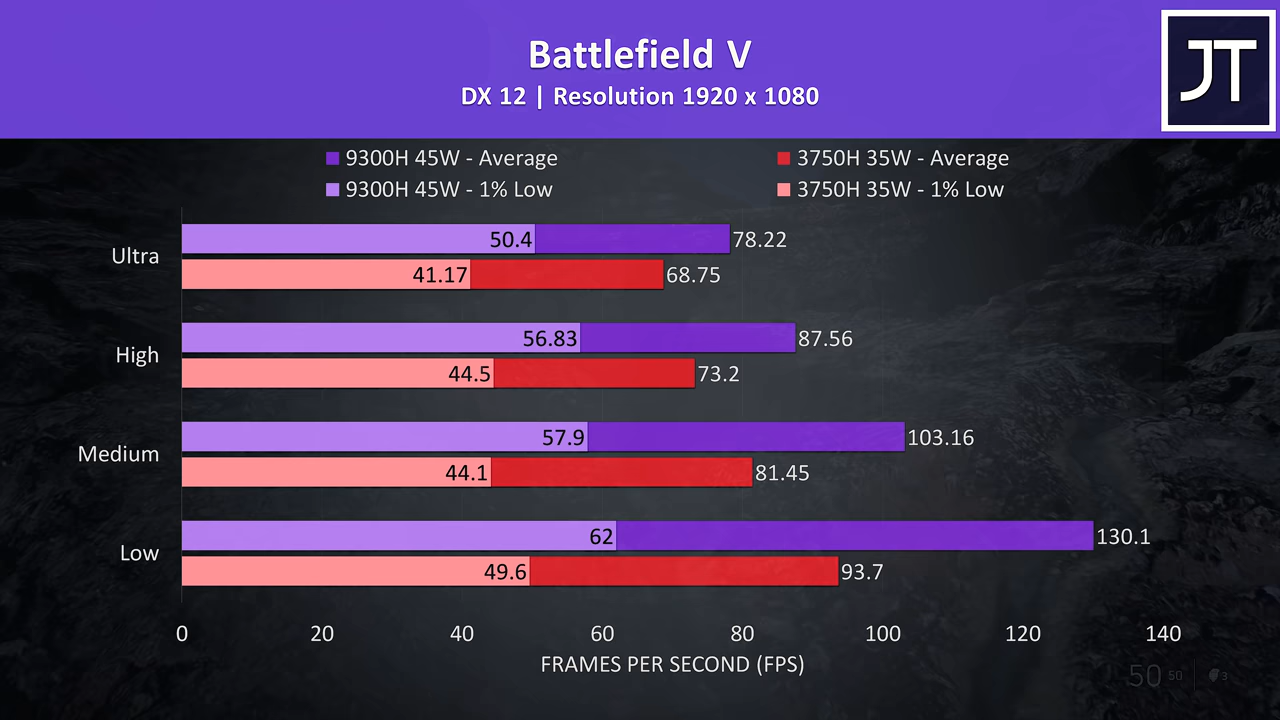 Battlefield V
DX 12 | Resolution 1920 x 1080
JT
9300H 45W - Average
3750H 35W - Average
9300H 45W - 1% Low
3750H 35W - 1% Low
Ultra
50.4
78.22
41.17
68.75
High
56.83
87.56
44.5
73.2
Medium
57.9
103.16
44.1
81.45
Low
62
130.1
49.6
93.7
0 20 40 60 80 100 120 140
FRAMES PER SECOND (FPS)
50 50 3